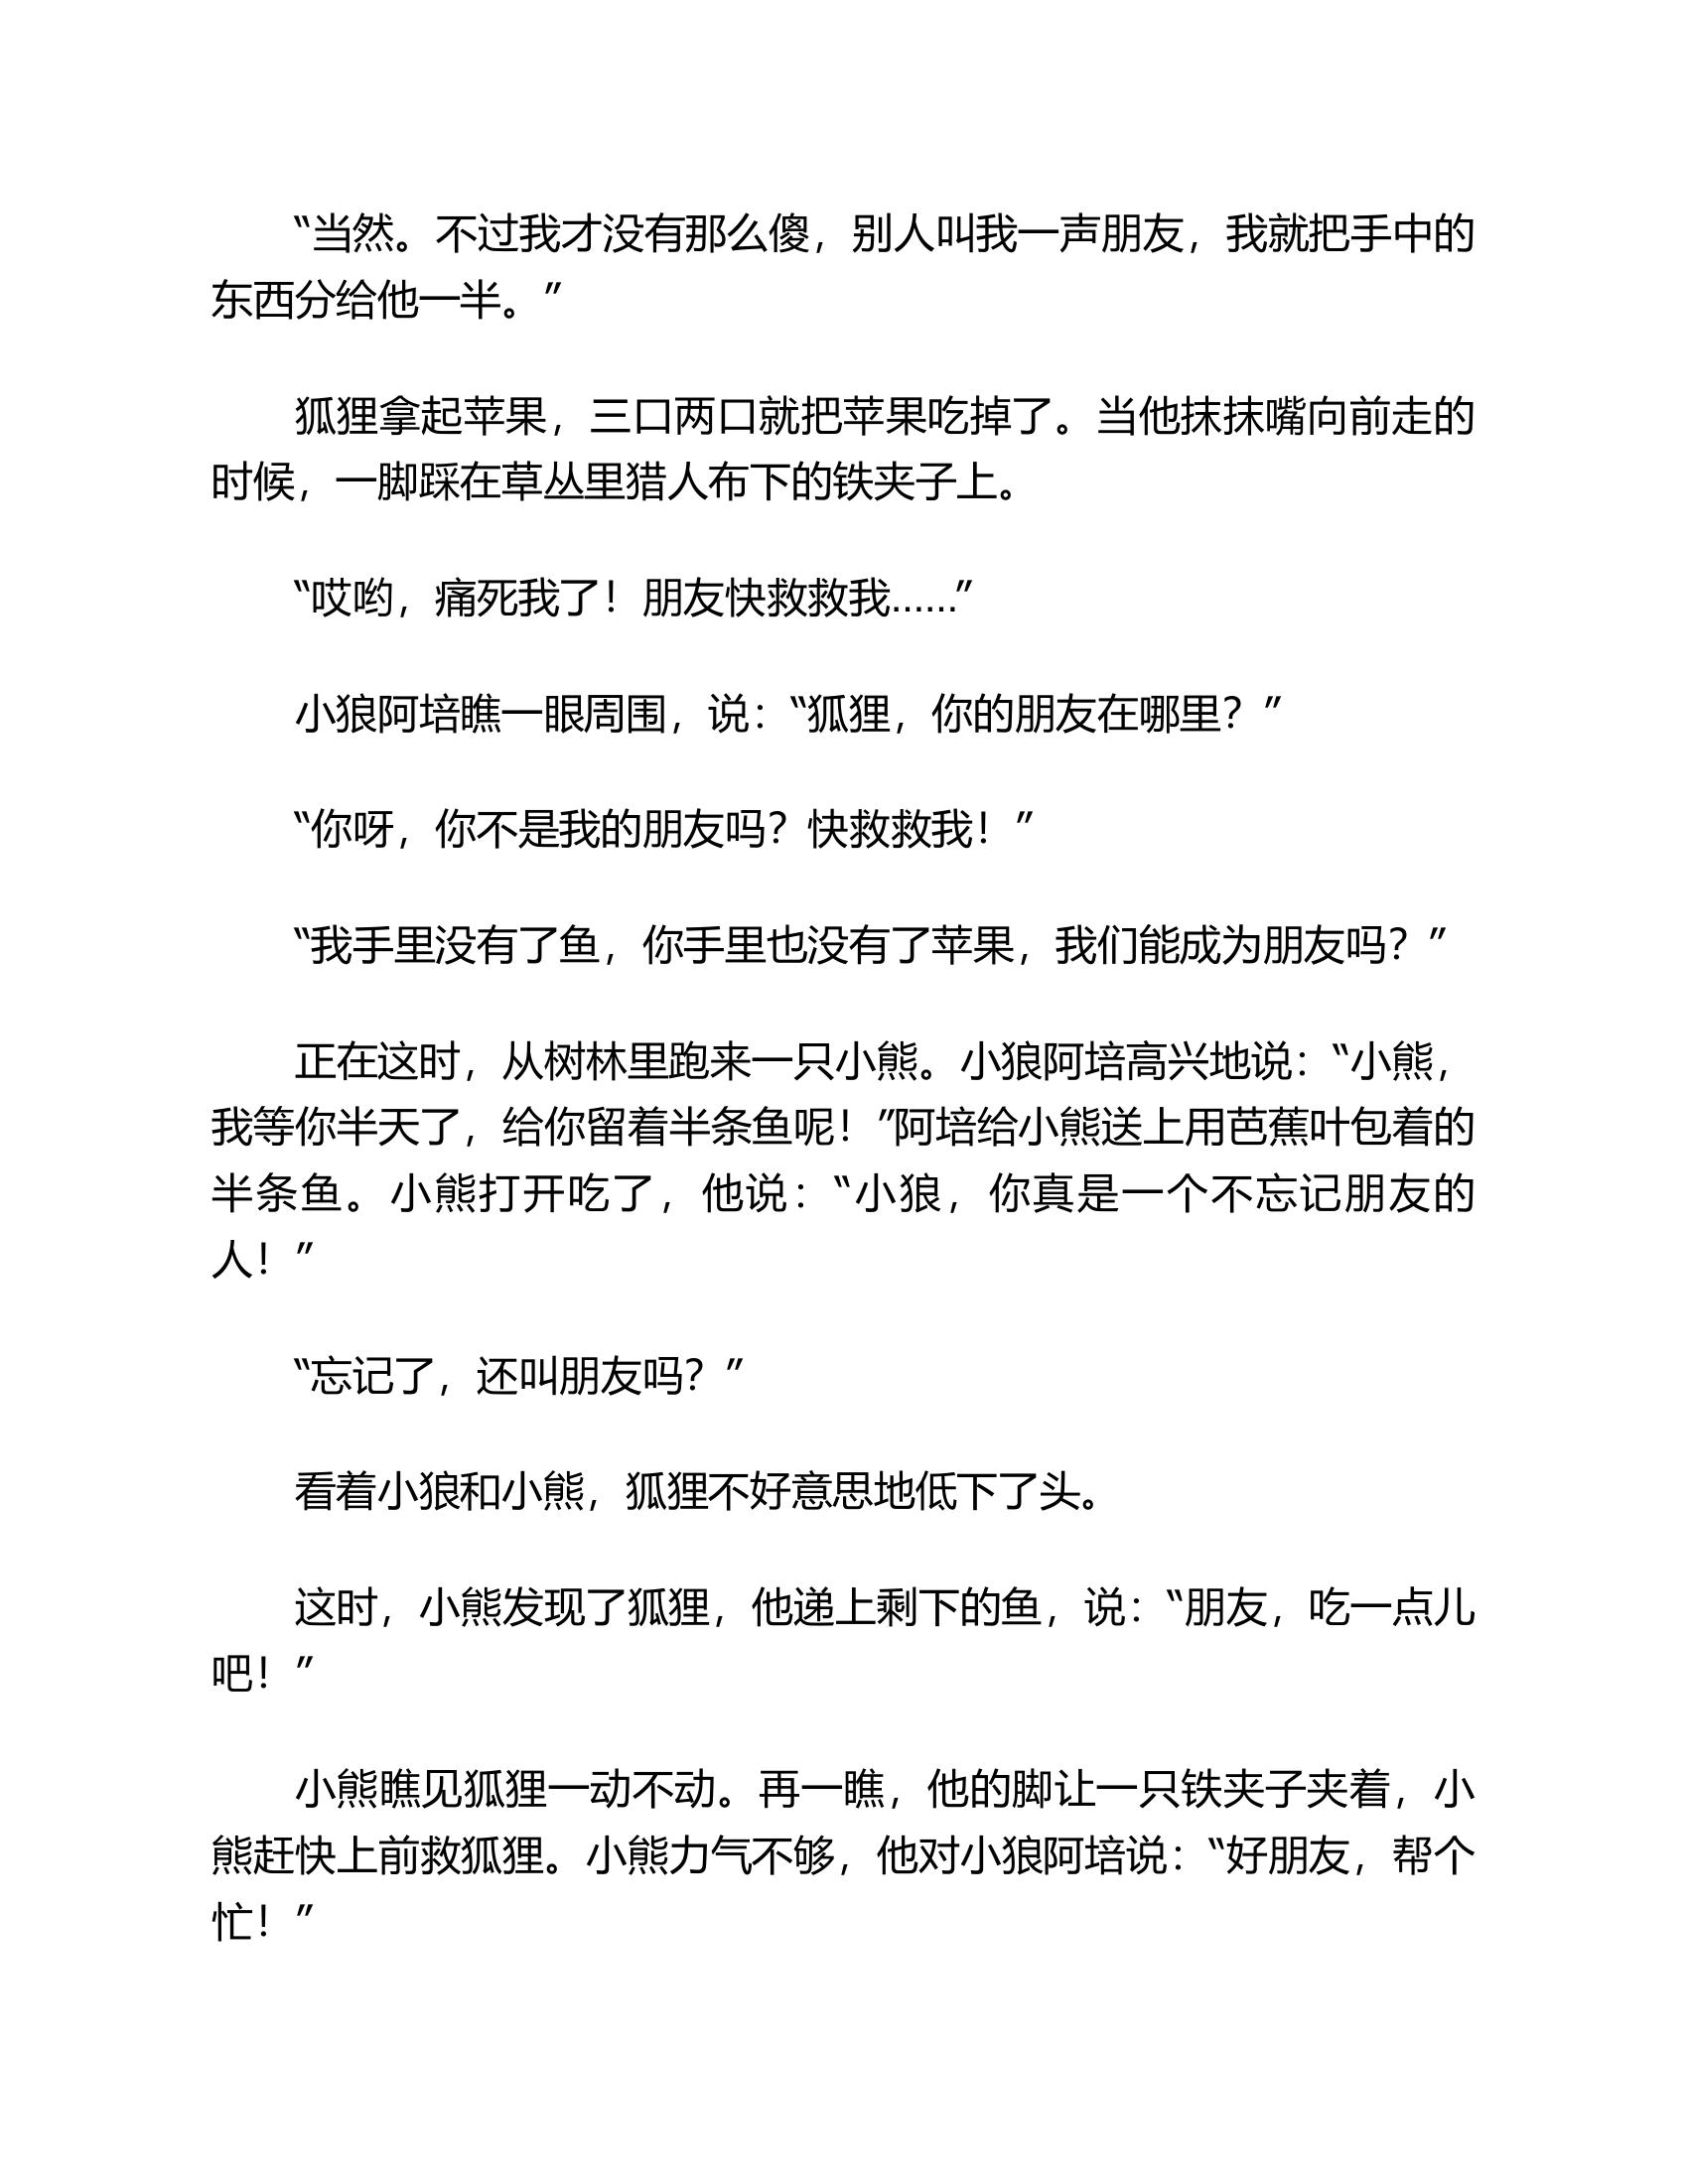 “当然。不过我才没有那么傻，别人叫我一声朋友，我就把手中的
东西分给他一半。”
狐狸拿起苹果，三口两口就把苹果吃掉了。当他抹抹嘴向前走的
时候，一脚踩在草丛里猎人布下的铁夹子上。
“哎哟，痛死我了！朋友快救救我……”
小狼阿培瞧一眼周围，说：“狐狸，你的朋友在哪里？”
“你呀，你不是我的朋友吗？快救救我！”
“我手里没有了鱼，你手里也没有了苹果，我们能成为朋友吗？”
正在这时，从树林里跑来一只小熊。小狼阿培高兴地说：“小熊，
我等你半天了，给你留着半条鱼呢！”阿培给小熊送上用芭蕉叶包着的
半条鱼。小熊打开吃了，他说：“小狼，你真是一个不忘记朋友的
人！”
“忘记了，还叫朋友吗？”
看着小狼和小熊，狐狸不好意思地低下了头。
这时，小熊发现了狐狸，他递上剩下的鱼，说：“朋友，吃一点儿
吧！”
小熊瞧见狐狸一动不动。再一瞧，他的脚让一只铁夹子夹着，小
熊赶快上前救狐狸。小熊力气不够，他对小狼阿培说：“好朋友，帮个
忙！”